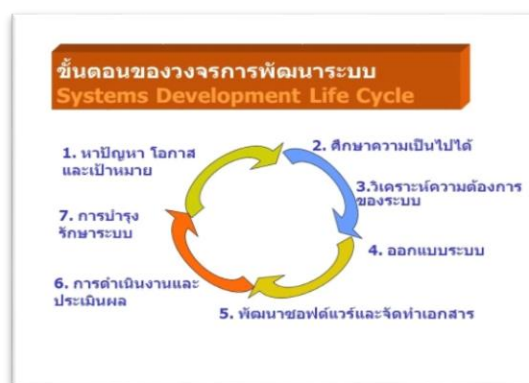 ขั้นตอนของวงจรการพัฒนาระบบ
Systems Development Life Cycle
1. หาปัญหา โอกาส
และเป้าหมาย
2. ศึกษาความเป็นไปได้
3.วิเคราะห์ความต้องการ
ของระบบ
4. ออกแบบระบบ
5. พัฒนาซอฟต์แวร์และจัดทำเอกสาร
6. การดำเนินงานและ
ประเมินผล
7. การบำรุง
รักษาระบบ